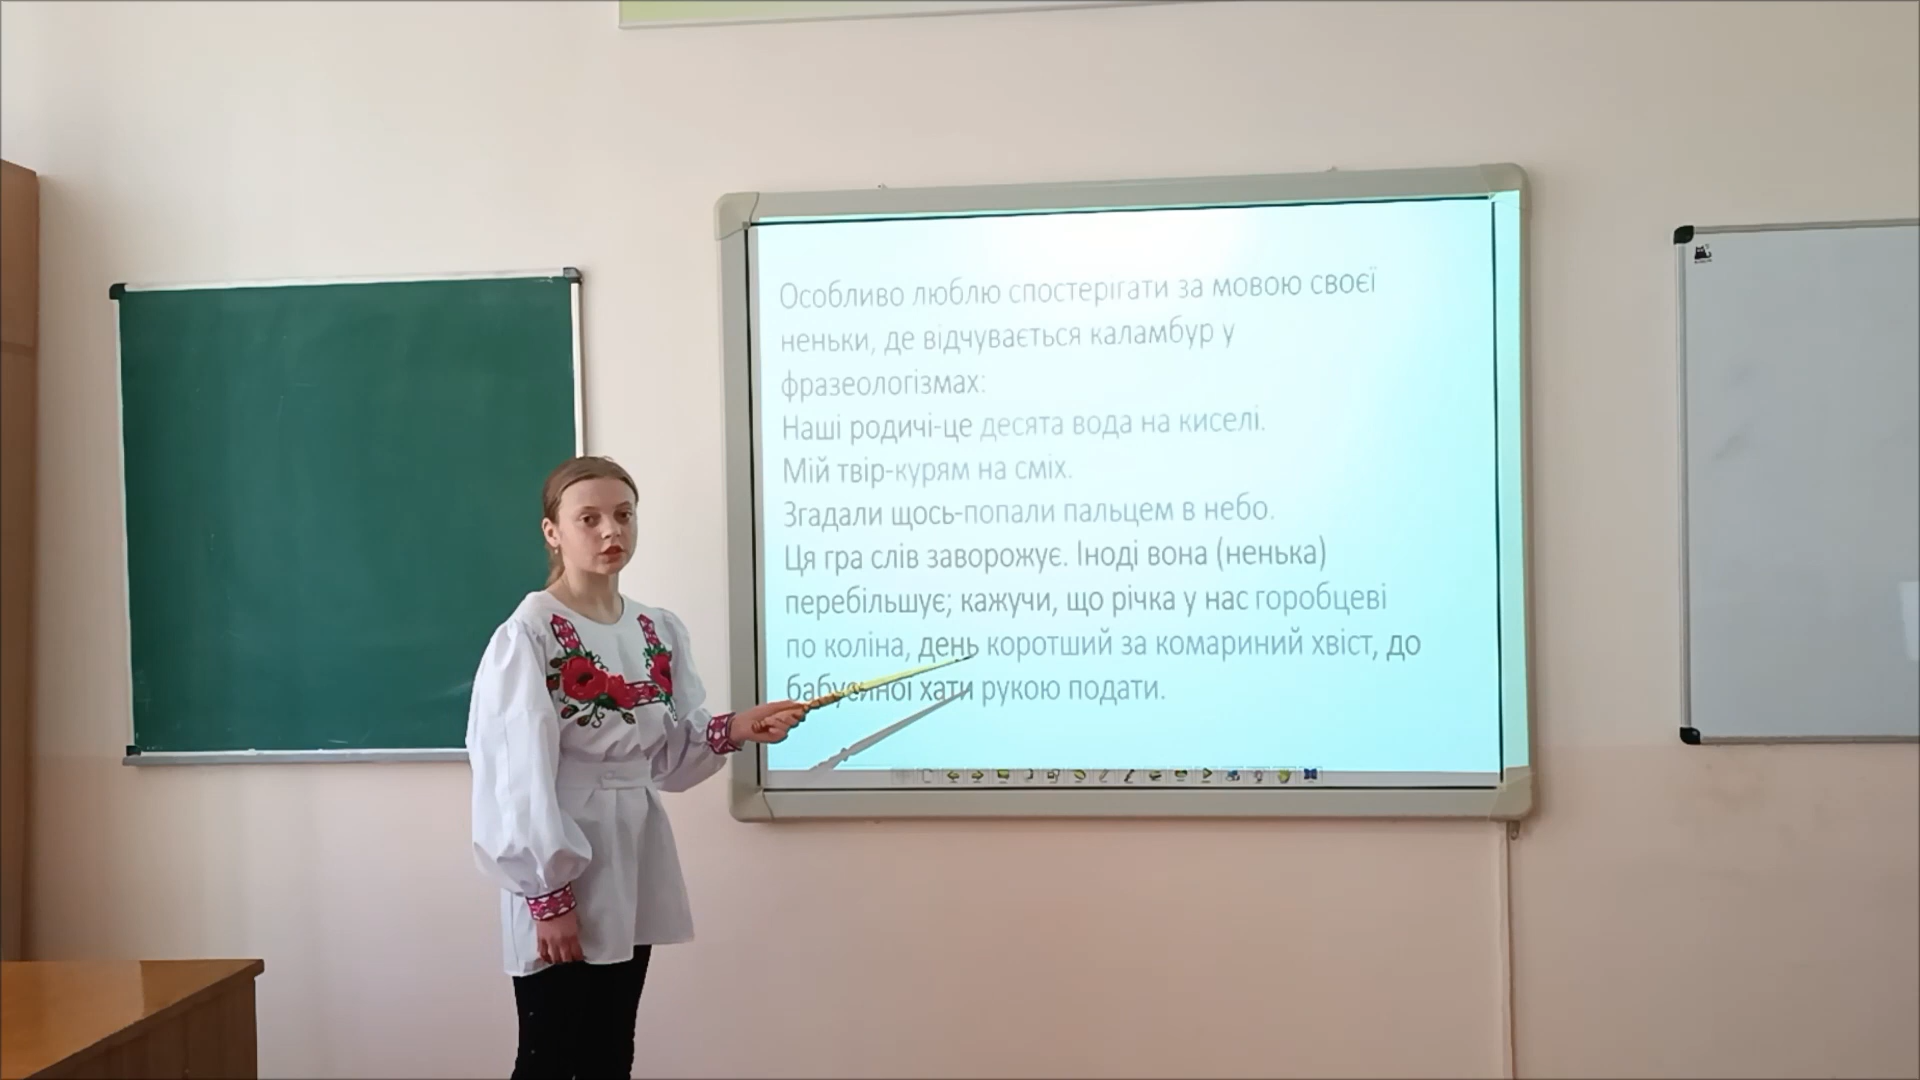 Особливо люблю спостерігати за мовою своєї
неньки, де відчувається каламбур у
фразеологізмах:
Наші родичі-це десята вода на киселі.
Мій твір-курям на сміх.
Згадали щось-попали пальцем в небо.
Ця гра слів заворожує. Іноді вона (ненька)
перебільшує; кажучи, що річка у нас горобцеві
по коліна, день коротший за комариний хвіст, до
бабусиної хати рукою подати.